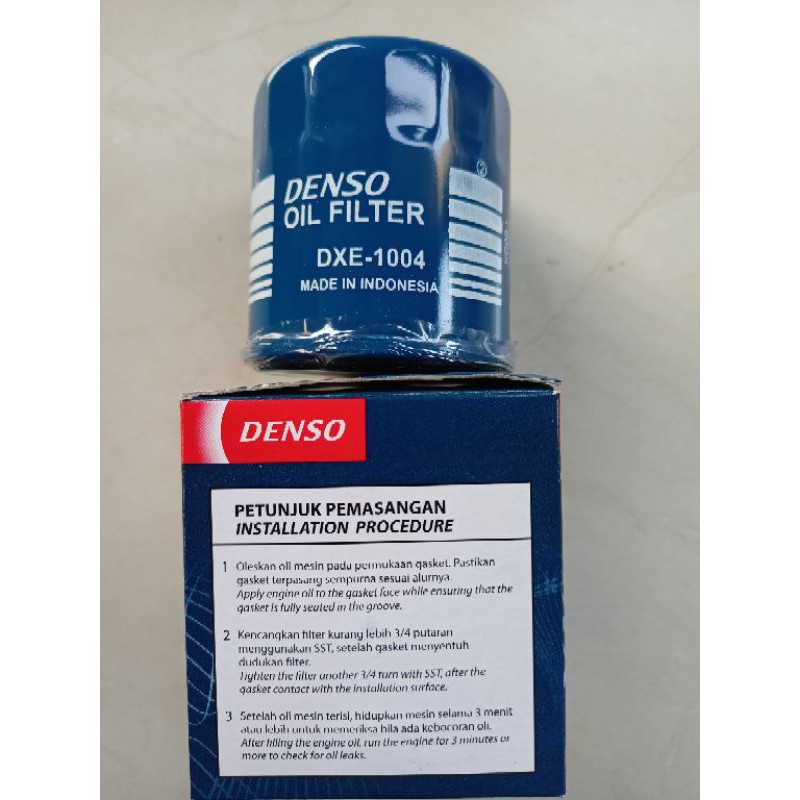 DENSO
OIL FILTER
DXE-1004
MADE IN INDONESIA
DENSO
PETUNJUK PEMASANGAN
INSTALLATION PROCEDURE
1 Oleskan oli mesin pada permukaan gasket. Pastikan
gasket terpasang sempurna sesuai alurnya.
Apply engine oil to the gasket face while ensuring that the
gasket is fully seated in the groove.
2 Kencangkan filter kurang lebih 3/4 putaran
menggunakan SST, setelah gasket menyentuh
dudukan filter.
Tighten the filter another 3/4 turn with SST, after the
gasket contact with the installation surface.
3 Setelah oli mesin terisi, hidupkan mesin selama 3 menit
atau lebih untuk memeriksa bila ada kebocoran oli.
After filling the engine oil, run the engine for 3 minutes or
more to check for oil leaks.